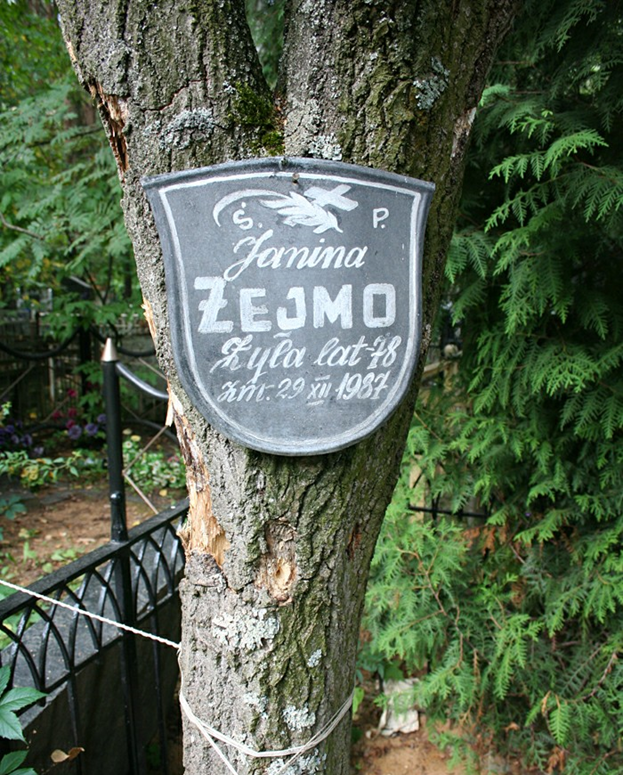 Ś. P.
Janina
ŻEJMO
Żyła lat 78
zm. 29 XII 1987